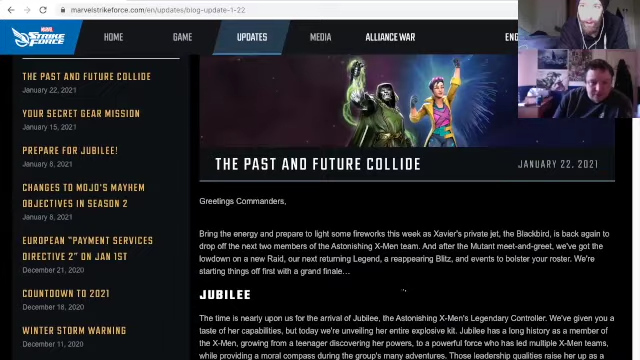 marvelstrikeforce.com/en/updates/blog-update-1-22
MARVEL
STRIKE FORCE
HOME
GAME
UPDATES
MEDIA
ALLIANCE WAR
ENG
THE PAST AND FUTURE COLLIDE
January 22, 2021
YOUR SECRET GEAR MISSION
January 15, 2021
PREPARE FOR JUBILEE!
January 8, 2021
CHANGES TO MOJO'S MAYHEM
OBJECTIVES IN SEASON 2
January 8, 2021
EUROPEAN "PAYMENT SERVICES
DIRECTIVE 2" ON JAN 1ST
December 21, 2020
COUNTDOWN TO 2021
December 18, 2020
WINTER STORM WARNING
December 11, 2020
THE PAST AND FUTURE COLLIDE
JANUARY 22, 2021
Greetings Commanders,
Bring the energy and prepare to light some fireworks this week as Xavier's private jet, the Blackbird, is back again to
drop off the next two members of the Astonishing X-Men team. And after the Mutant meet-and-greet, we've got the
lowdown on a new Raid, our next returning Legend, a reappearing Blitz, and events to bolster your roster. We're
starting things off first with a grand finale…
JUBILEE
The time is nearly upon us for the arrival of Jubilee, the Astonishing X-Men's Legendary Controller. We've given you a
taste of her capabilities, but today we're unveiling her entire explosive kit. Jubilee has a long history as a member of
the X-Men, growing from a teenager discovering her powers, to a powerful force who has led multiple X-Men teams,
while providing a moral compass during the group's many adventures. Those leadership qualities raise her up as a